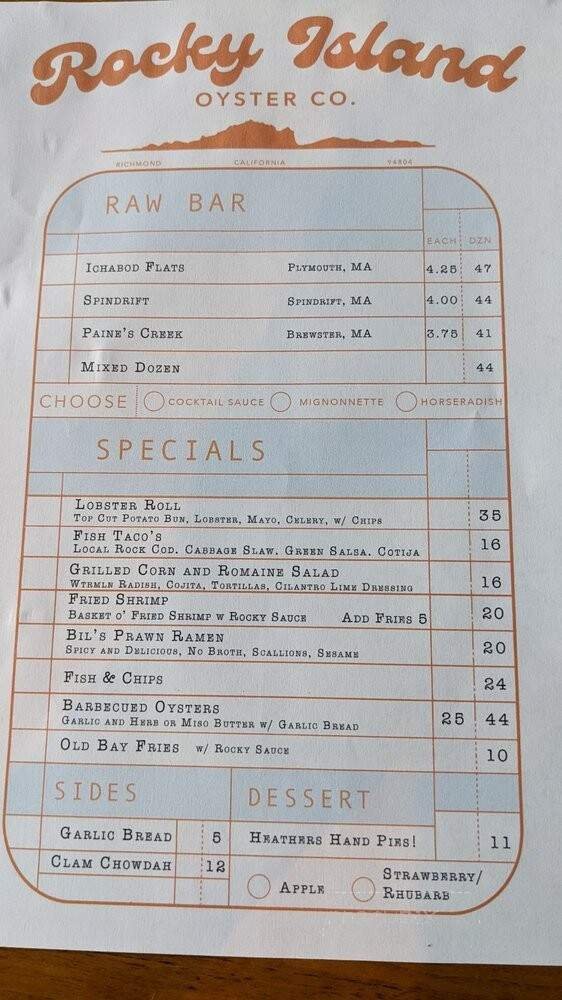 Rocky Island
OYSTER CO.
RICHMOND CALIFORNIA 94804
RAW BAR
EACH DZN
Ichabod Flats Plymouth, MA 4.25 47
Spindrift Spindrift, MA 4.00 44
Paine's Creek Brewster, MA 3.75 41
Mixed Dozen 44
CHOOSE COCKTAIL SAUCE MIGNONNETTE HORSERADISH
SPECIALS
Lobster Roll
Top Cut Potato Bun, Lobster, Mayo, Celery, w/ Chips 35
Fish Taco's
Local Rock Cod. Cabbage Slaw. Green Salsa. Cotija 16
Grilled Corn and Romaine Salad
Wtrmln Radish, Cojita, Tortillas, Cilantro Lime Dressing 16
Fried Shrimp
Basket o' Fried Shrimp w Rocky Sauce Add Fries 5 20
Bil's Prawn Ramen
Spicy and Delicious, No Broth, Scallions, Sesame 20
Fish & Chips 24
Barbecued Oysters
Garlic and Herb or Miso Butter w/ Garlic Bread 25 44
Old Bay Fries w/ Rocky Sauce 10
SIDES
Garlic Bread 5
Clam Chowdah 12
DESSERT
Heathers Hand Pies! 11
Apple Strawberry/
Rhubarb